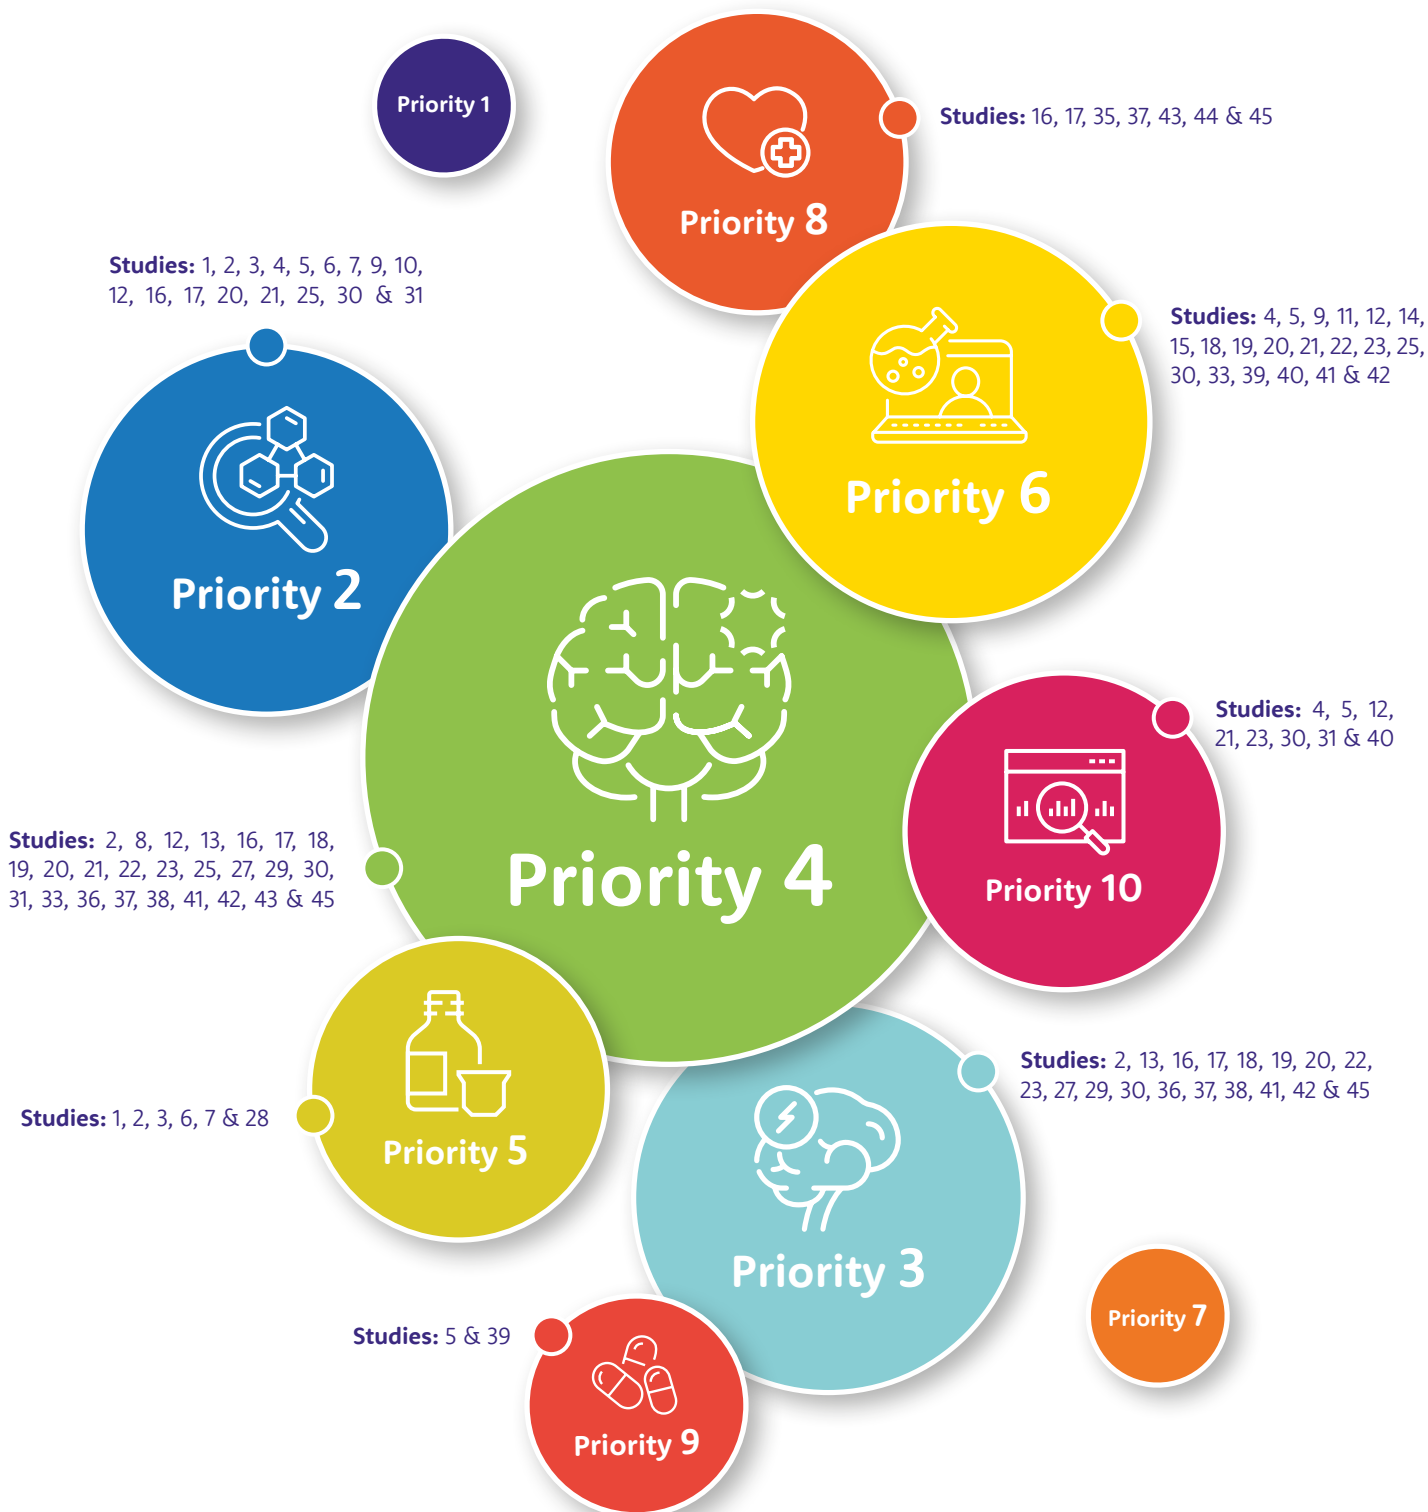 Priority 1
Priority 8
Studies: 16, 17, 35, 37, 43, 44 & 45
Studies: 1, 2, 3, 4, 5, 6, 7, 9, 10,
12, 16, 17, 20, 21, 25, 30 & 31
Priority 2
Studies: 4, 5, 9, 11, 12, 14,
15, 18, 19, 20, 21, 22, 23, 25,
30, 33, 39, 40, 41 & 42
Priority 6
Priority 4
Studies: 2, 8, 12, 13, 16, 17, 18,
19, 20, 21, 22, 23, 25, 27, 29, 30,
31, 33, 36, 37, 38, 41, 42, 43 & 45
Studies: 4, 5, 12,
21, 23, 30, 31 & 40
Priority 10
Studies: 1, 2, 3, 6, 7 & 28
Priority 5
Studies: 2, 13, 16, 17, 18, 19, 20, 22,
23, 27, 29, 30, 36, 37, 38, 41, 42 & 45
Priority 3
Priority 7
Studies: 5 & 39
Priority 9